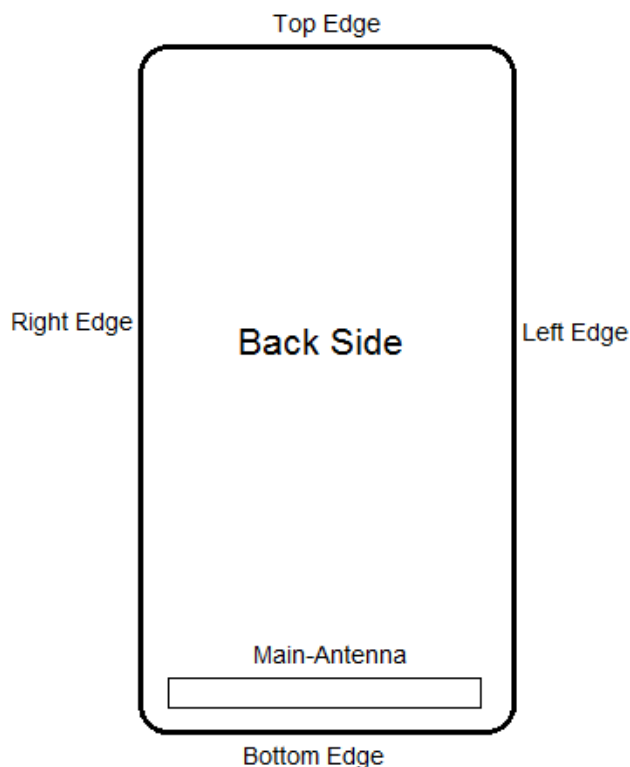 Top Edge
Right Edge
Back Side
Left Edge
Main-Antenna
Bottom Edge